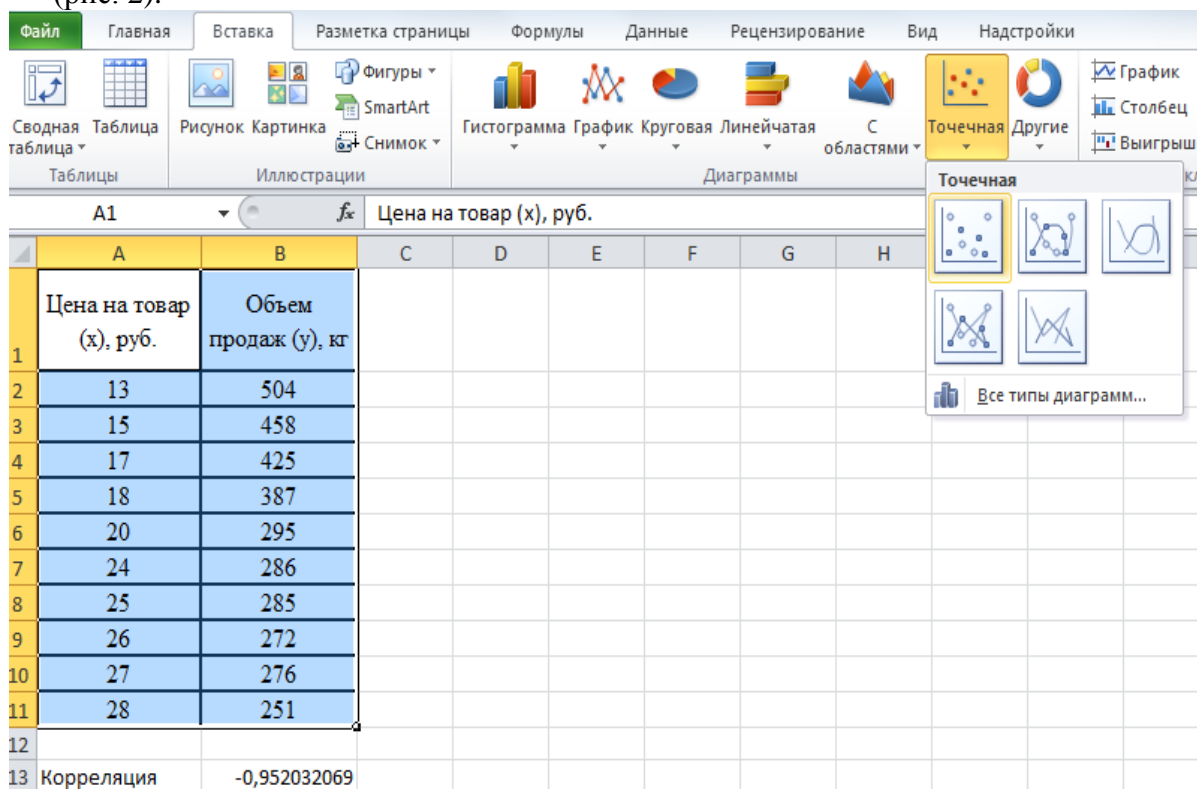 (рис. 2).
Файл Главная Вставка Разметка страницы Формулы Данные Рецензирование Вид Надстройки
Сводная таблица Таблица Рисунок Картинка Фигуры SmartArt Снимок Гистограмма График Круговая Линейчатая С областями Точечная Другие График Столбец Выигрыш
Таблицы Иллюстрации Диаграммы
Точечная
Все типы диаграмм...
A1 fx Цена на товар (x), руб.
A B C D E F G H
1 Цена на товар (x), руб. Объем продаж (y), кг
2 13 504
3 15 458
4 17 425
5 18 387
6 20 295
7 24 286
8 25 285
9 26 272
10 27 276
11 28 251
12
13 Корреляция -0,952032069